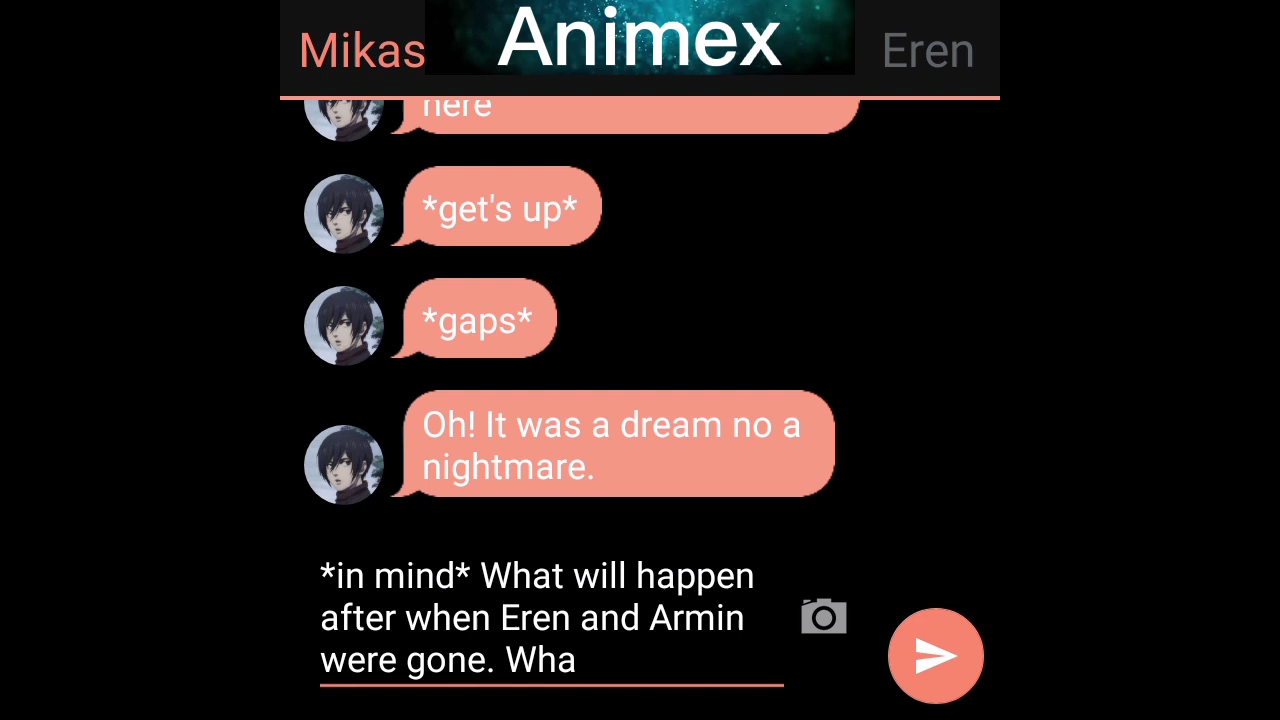 Mikas
Animex
Eren
here
*get's up*
*gaps*
Oh! It was a dream no a
nightmare.
*in mind* What will happen
after when Eren and Armin
were gone. Wha